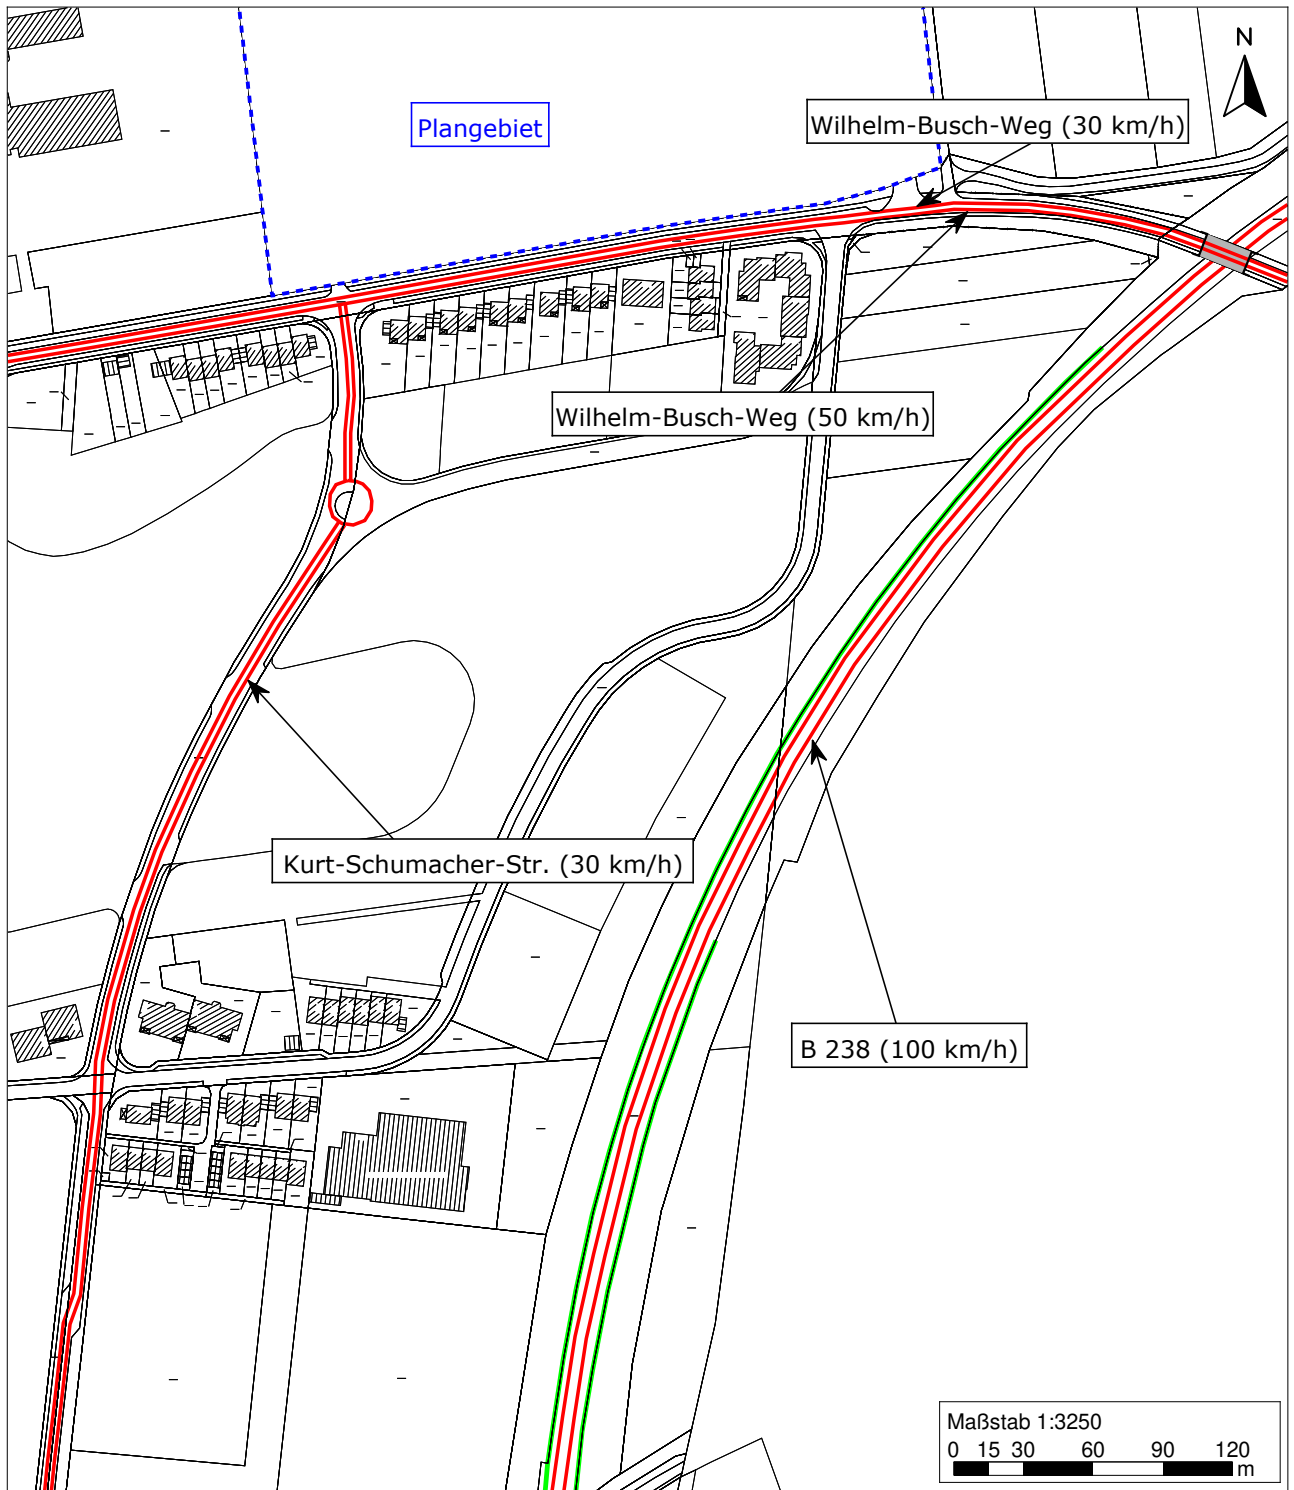 N
Wilhelm-Busch-Weg (30 km/h)
Plangebiet
Wilhelm-Busch-Weg (50 km/h)
Kurt-Schumacher-Str. (30 km/h)
B 238 (100 km/h)
Maßstab 1:3250
0 15 30 60 90 120
m